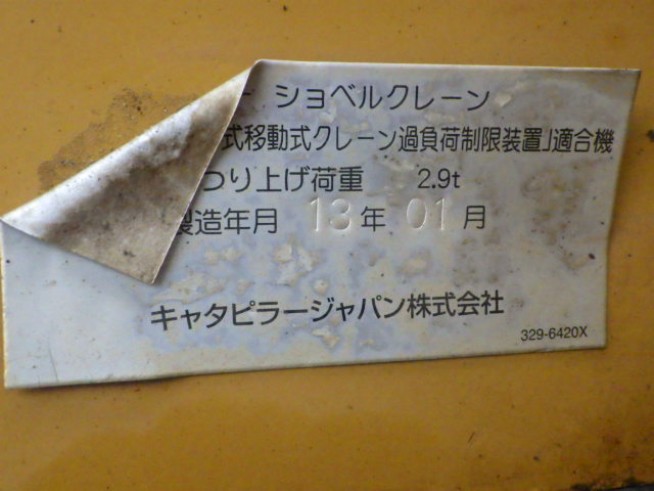 ショベルクレーン
式移動式クレーン過負荷制限装置」適合機
つり上げ荷重 2.9t
製造年月 13年 01月
キャタピラージャパン株式会社
329-6420X